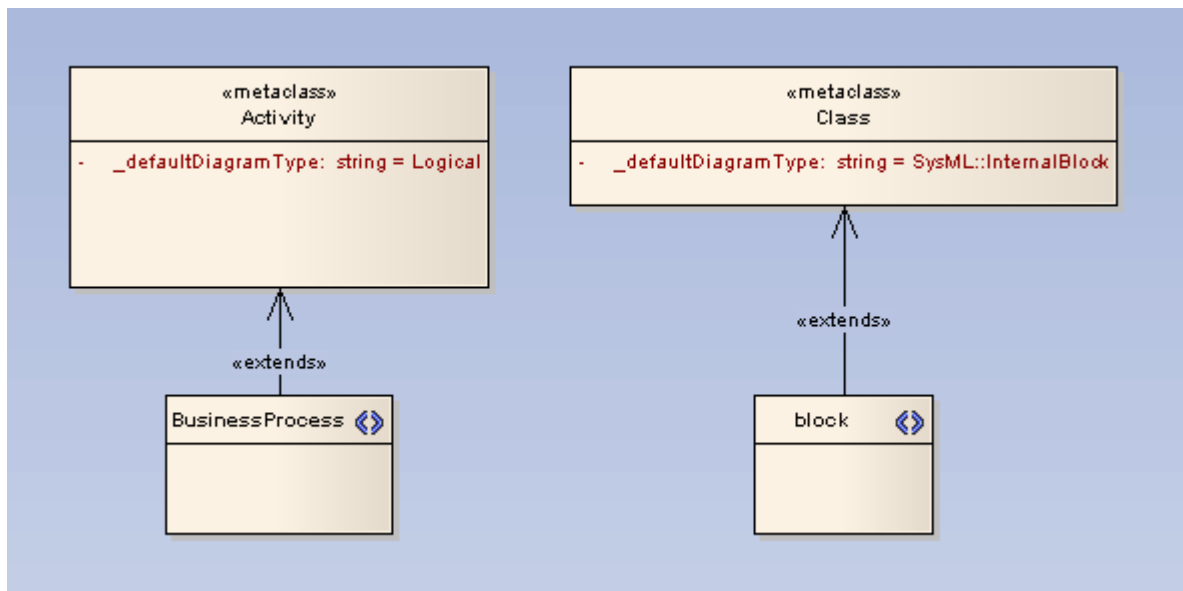 «metaclass»
Activity
- _defaultDiagramType: string = Logical
«metaclass»
Class
- _defaultDiagramType: string = SysML::InternalBlock
«extends»
«extends»
BusinessProcess
block